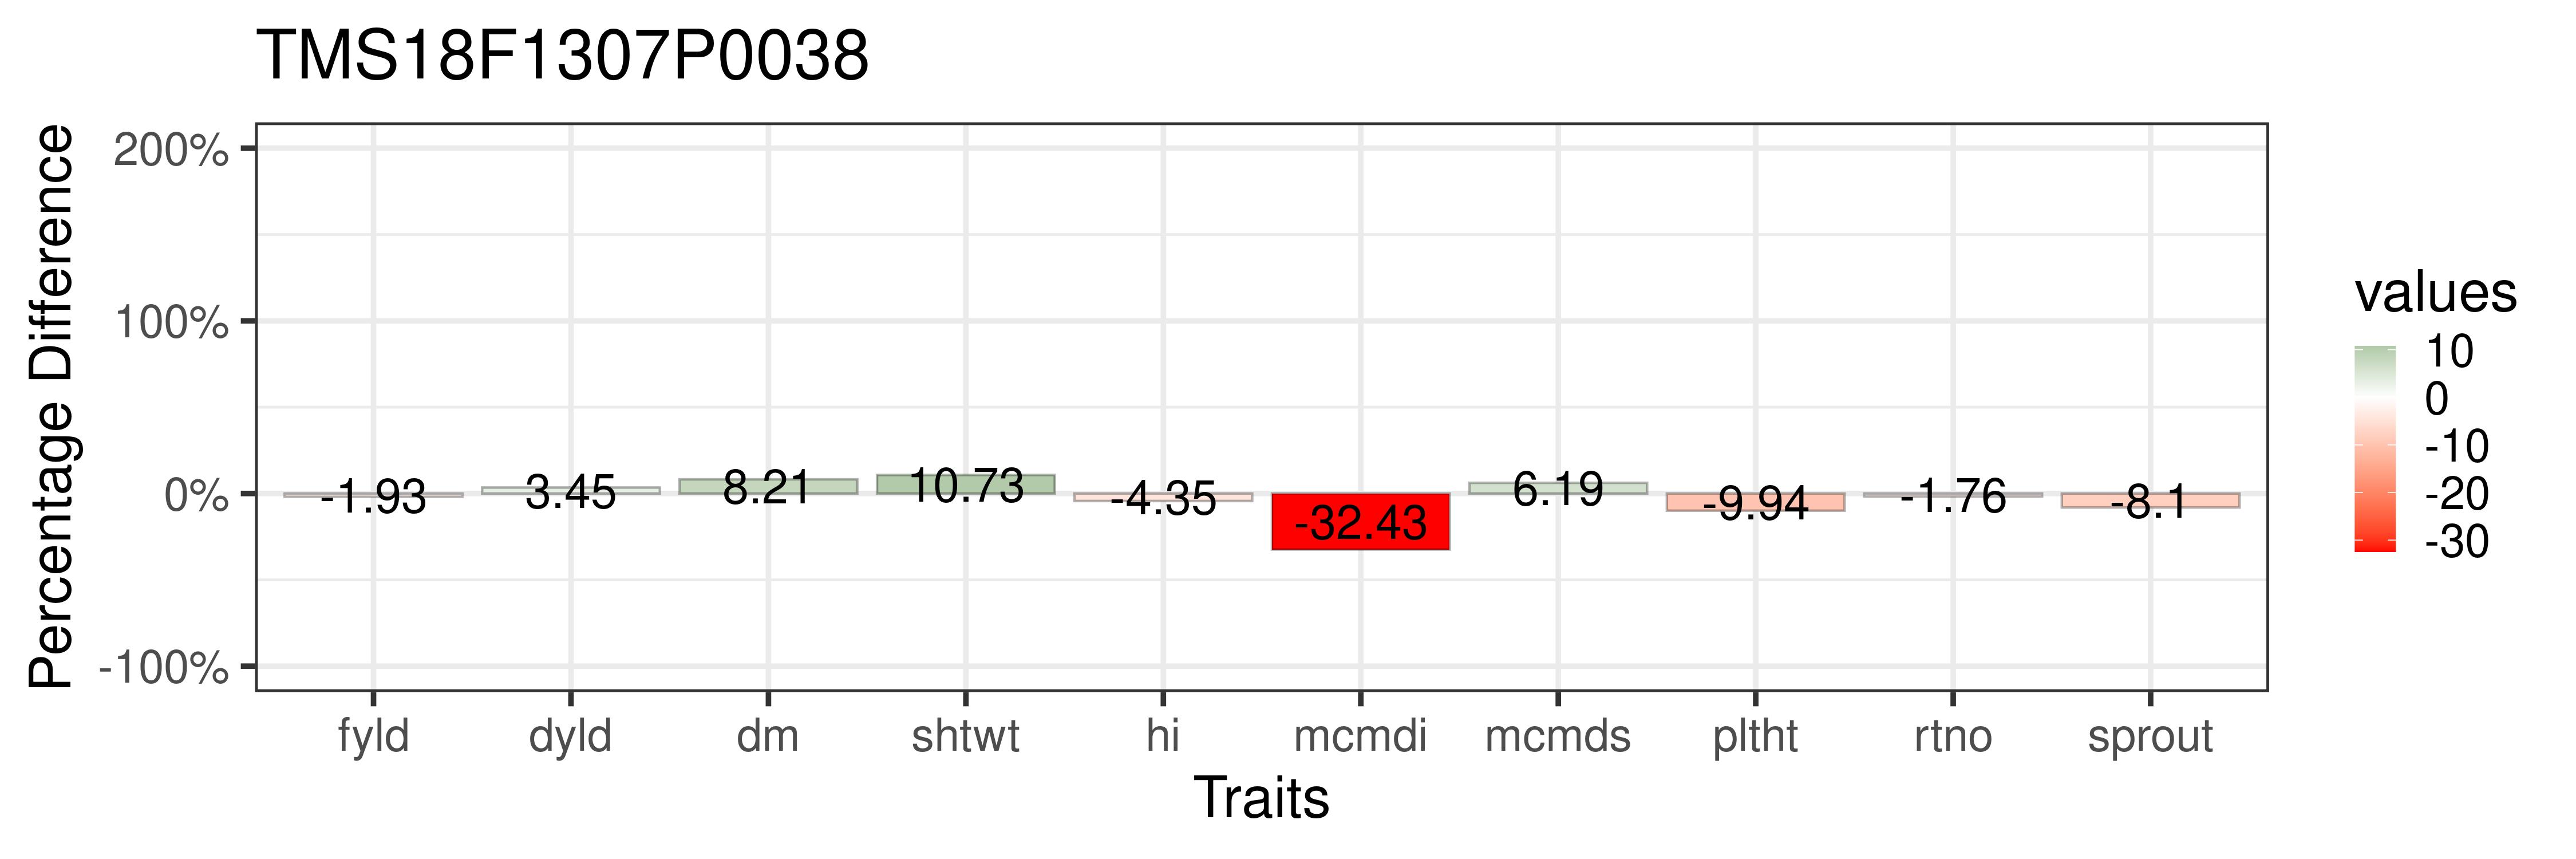 TMS18F1307P0038
Percentage Difference
200%
100%
0%
-100%
-1.93
3.45
8.21
10.73
-4.35
-32.43
6.19
-9.94
-1.76
-8.1
fyld
dyld
dm
shtwt
hi
mcmdi
mcmds
pltht
rtno
sprout
Traits
values
10
0
-10
-20
-30